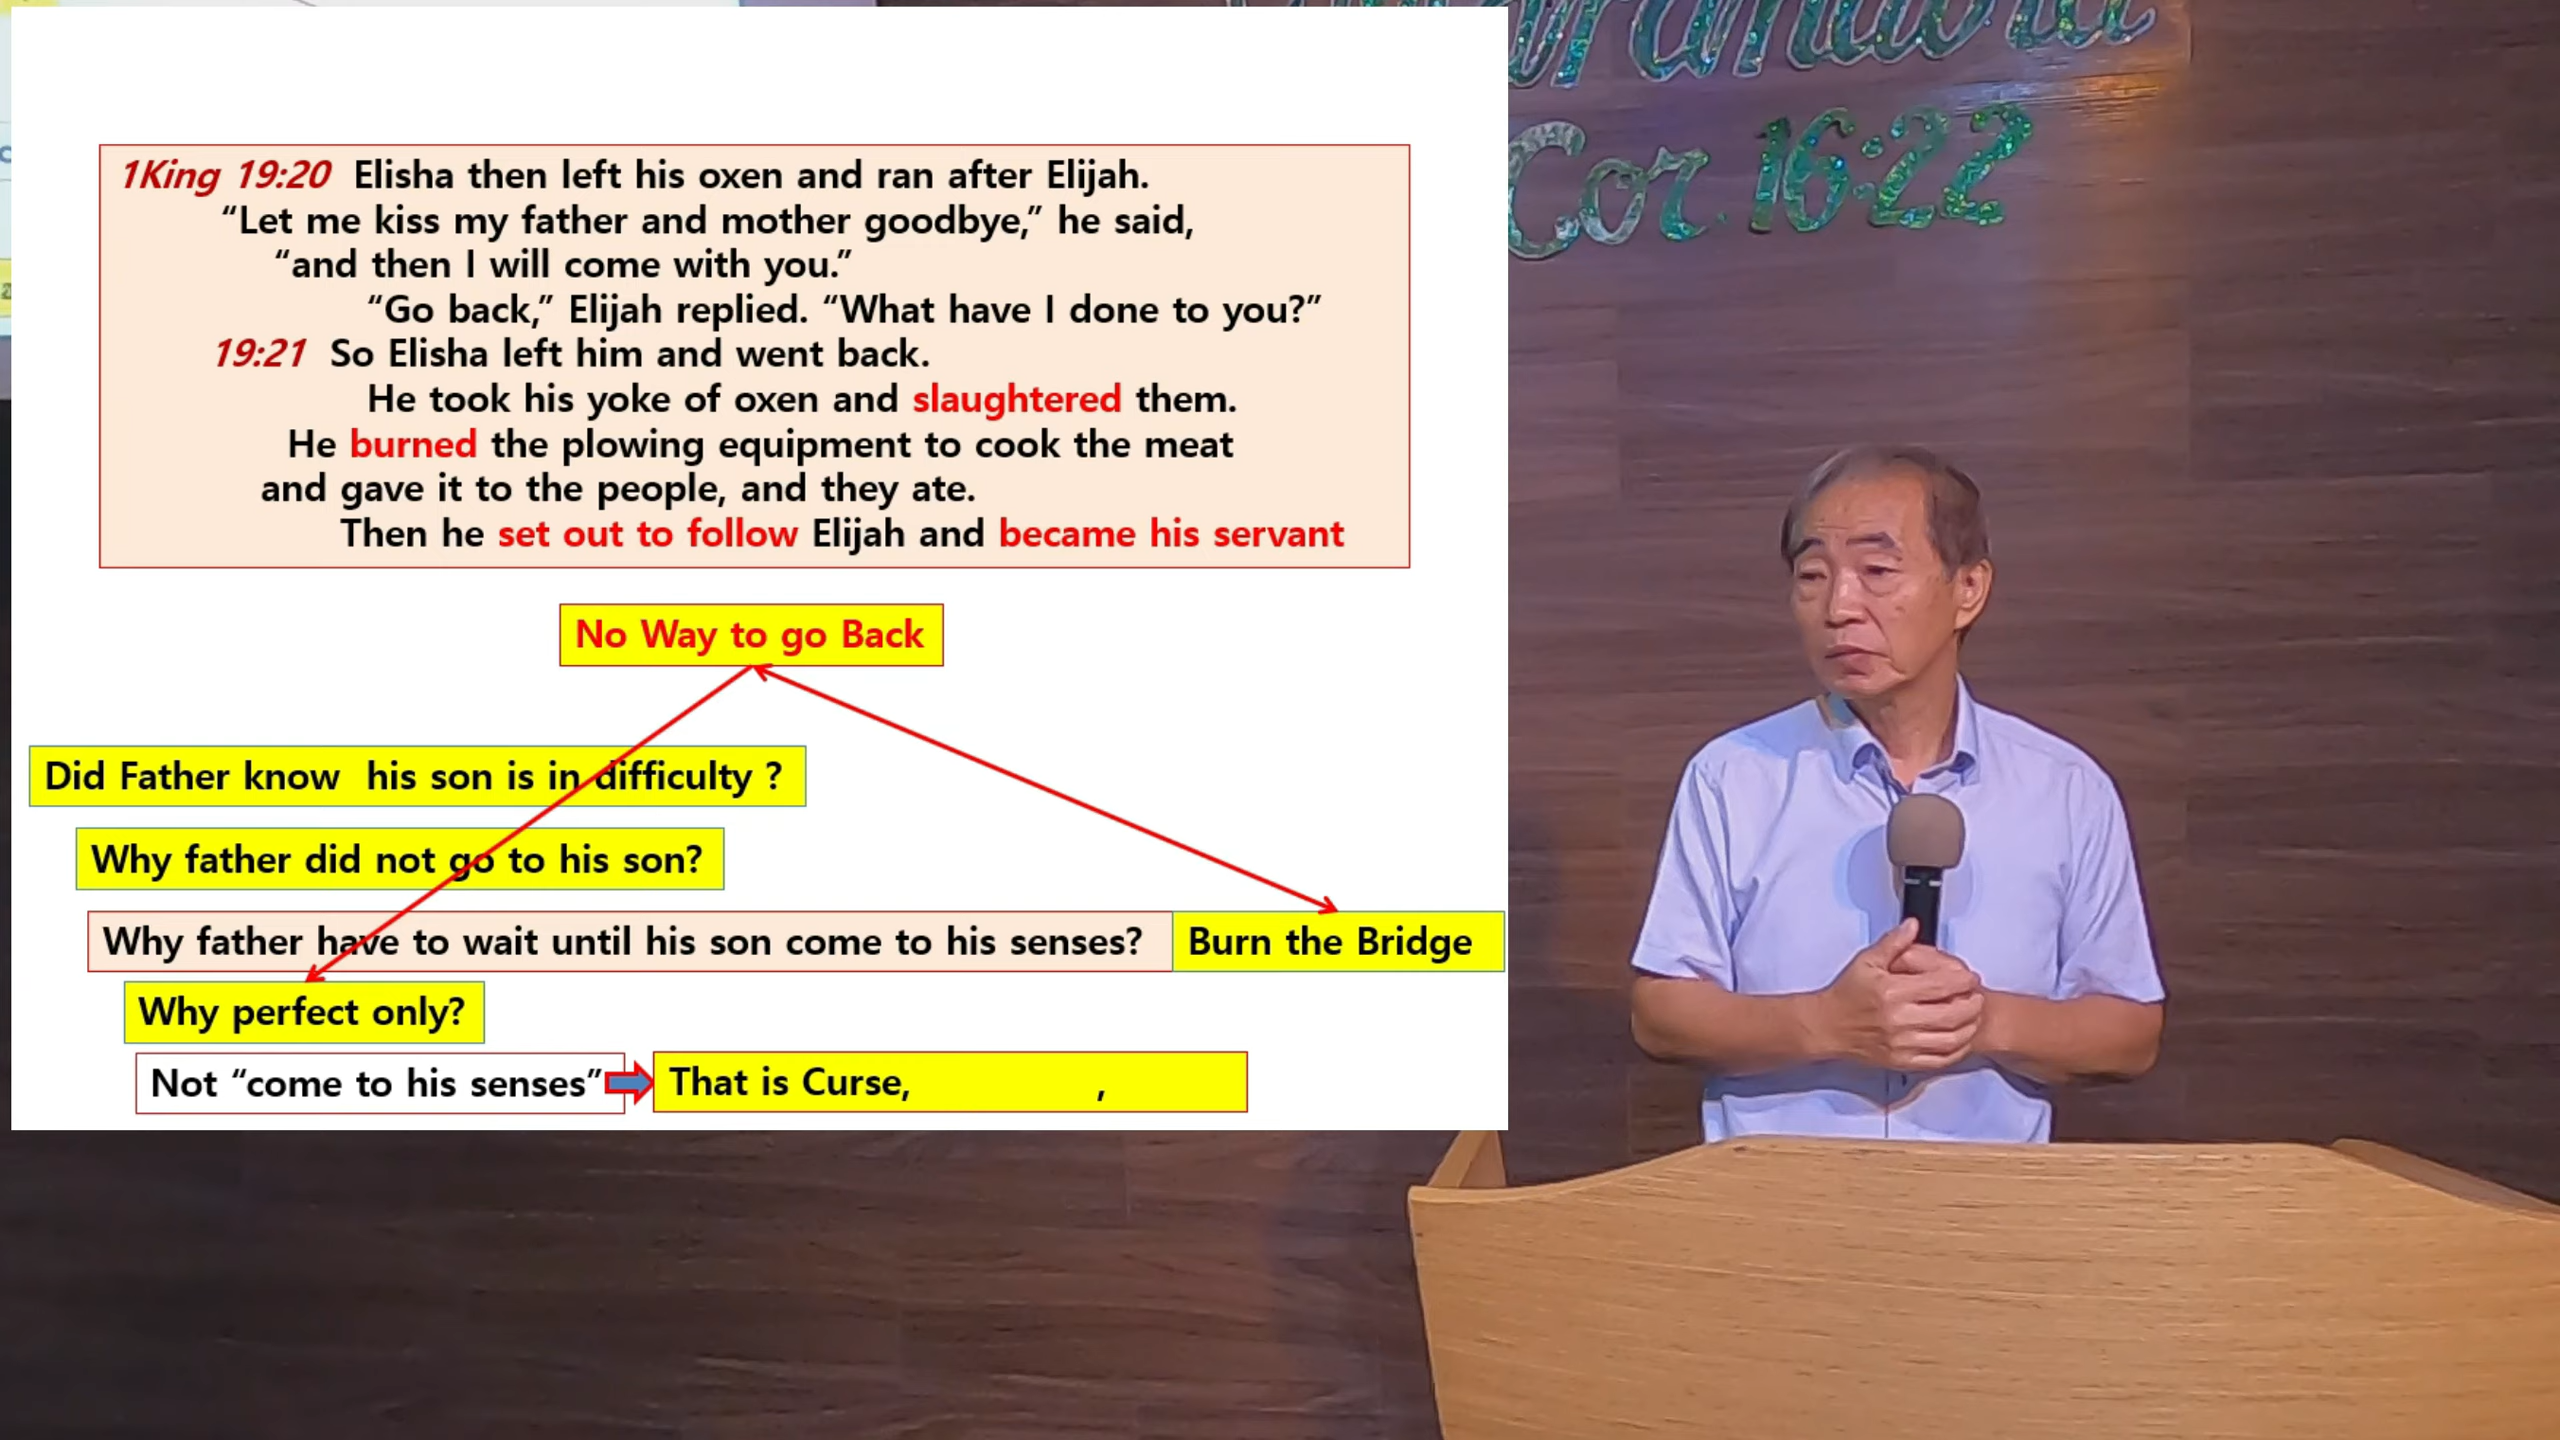 1King 19:20 Elisha then left his oxen and ran after Elijah.
“Let me kiss my father and mother goodbye,” he said,
“and then I will come with you.”
“Go back,” Elijah replied. “What have I done to you?”
19:21 So Elisha left him and went back.
He took his yoke of oxen and slaughtered them.
He burned the plowing equipment to cook the meat
and gave it to the people, and they ate.
Then he set out to follow Elijah and became his servant
No Way to go Back
Did Father know his son is in difficulty ?
Why father did not go to his son?
Why father have to wait until his son come to his senses?
Burn the Bridge
Why perfect only?
Not “come to his senses”
That is Curse, ,
Cor. 16:22